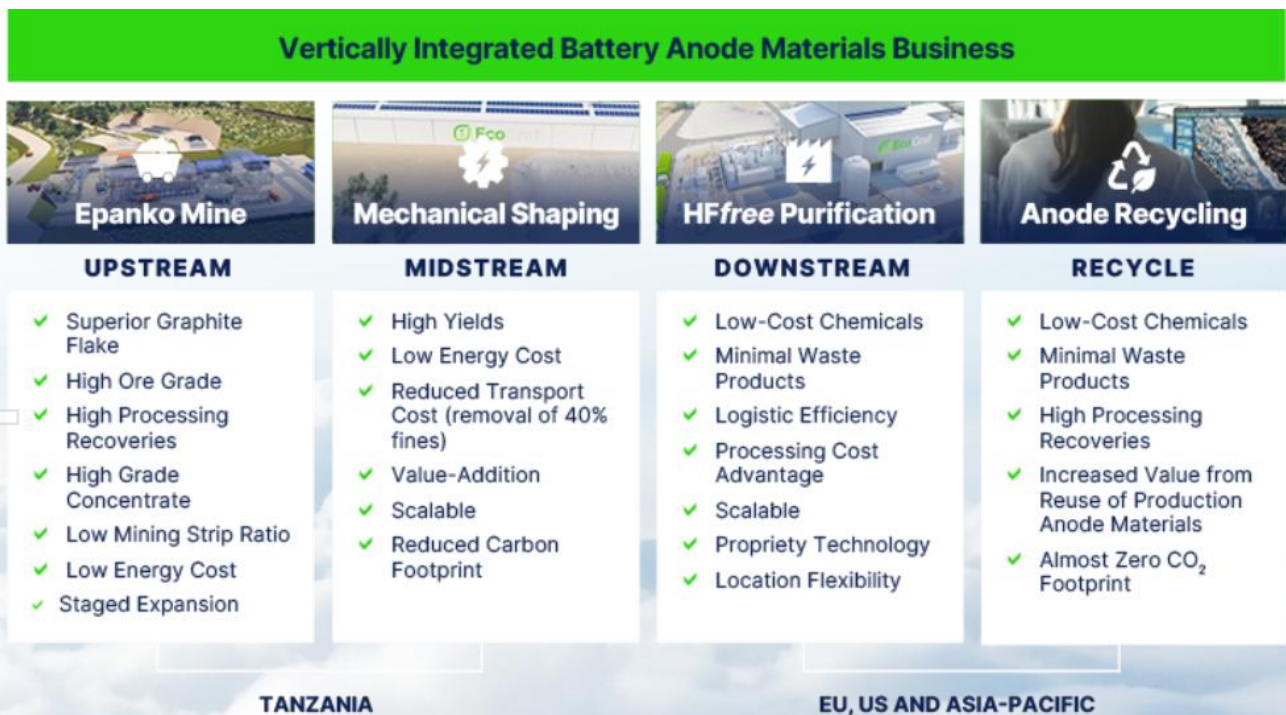 Vertically Integrated Battery Anode Materials Business
Eco
Eco
Epanko Mine
Mechanical Shaping
HFfree Purification
Anode Recycling
UPSTREAM
Superior Graphite
Flake
High Ore Grade
High Processing
Recoveries
High Grade
Concentrate
Low Mining Strip Ratio
Low Energy Cost
Staged Expansion
MIDSTREAM
High Yields
Low Energy Cost
Reduced Transport
Cost (removal of 40%
fines)
Value-Addition
Scalable
Reduced Carbon
Footprint
DOWNSTREAM
Low-Cost Chemicals
Minimal Waste
Products
Logistic Efficiency
Processing Cost
Advantage
Scalable
Propriety Technology
Location Flexibility
RECYCLE
Low-Cost Chemicals
Minimal Waste
Products
High Processing
Recoveries
Increased Value from
Reuse of Production
Anode Materials
Almost Zero CO₂
Footprint
TANZANIA
EU, US AND ASIA-PACIFIC